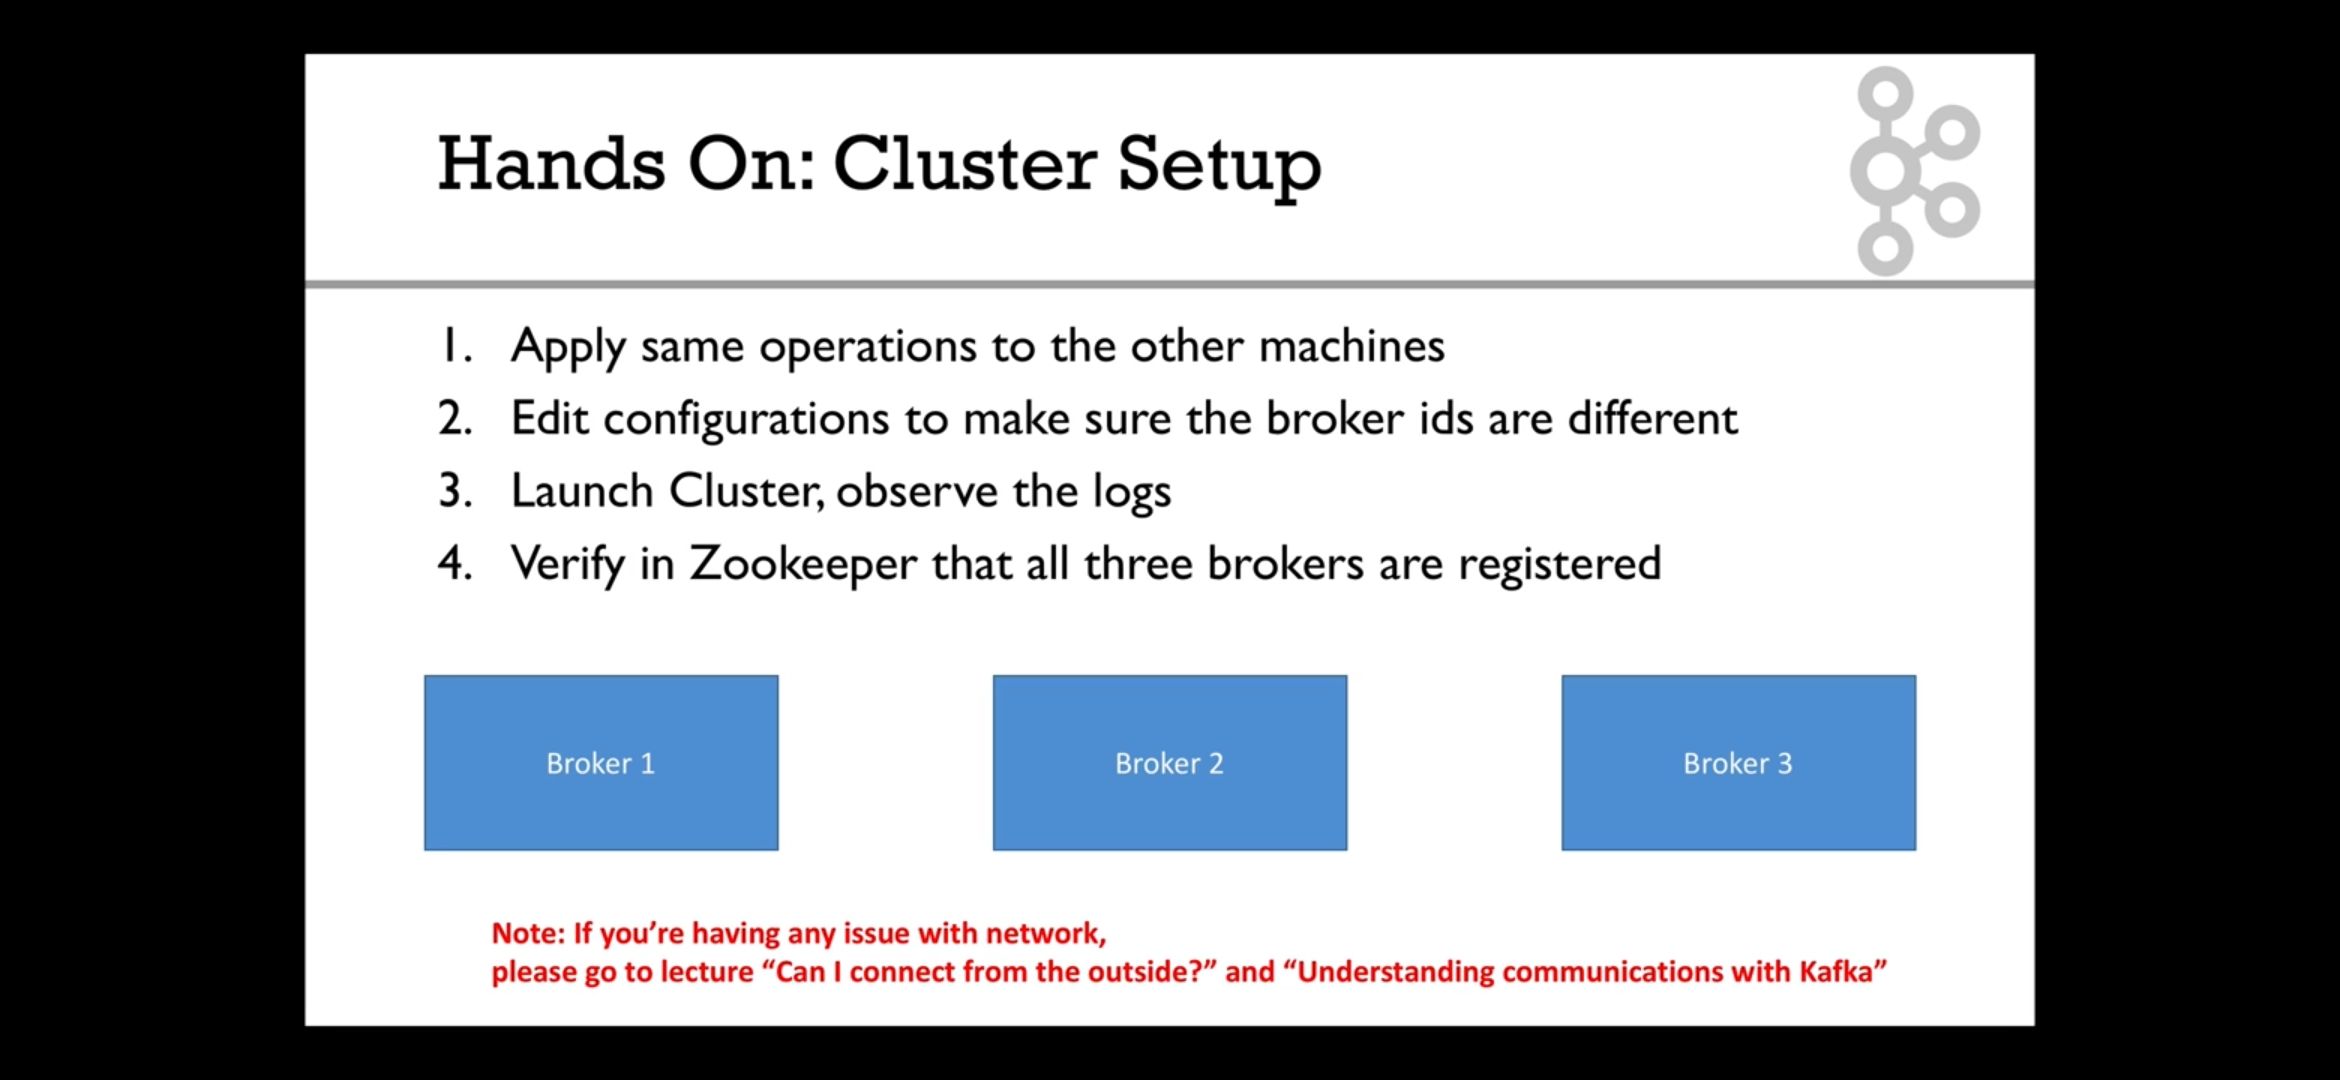 Hands On: Cluster Setup
1. Apply same operations to the other machines
2. Edit configurations to make sure the broker ids are different
3. Launch Cluster, observe the logs
4. Verify in Zookeeper that all three brokers are registered
Broker 1
Broker 2
Broker 3
Note: If you’re having any issue with network,
please go to lecture “Can I connect from the outside?” and “Understanding communications with Kafka”